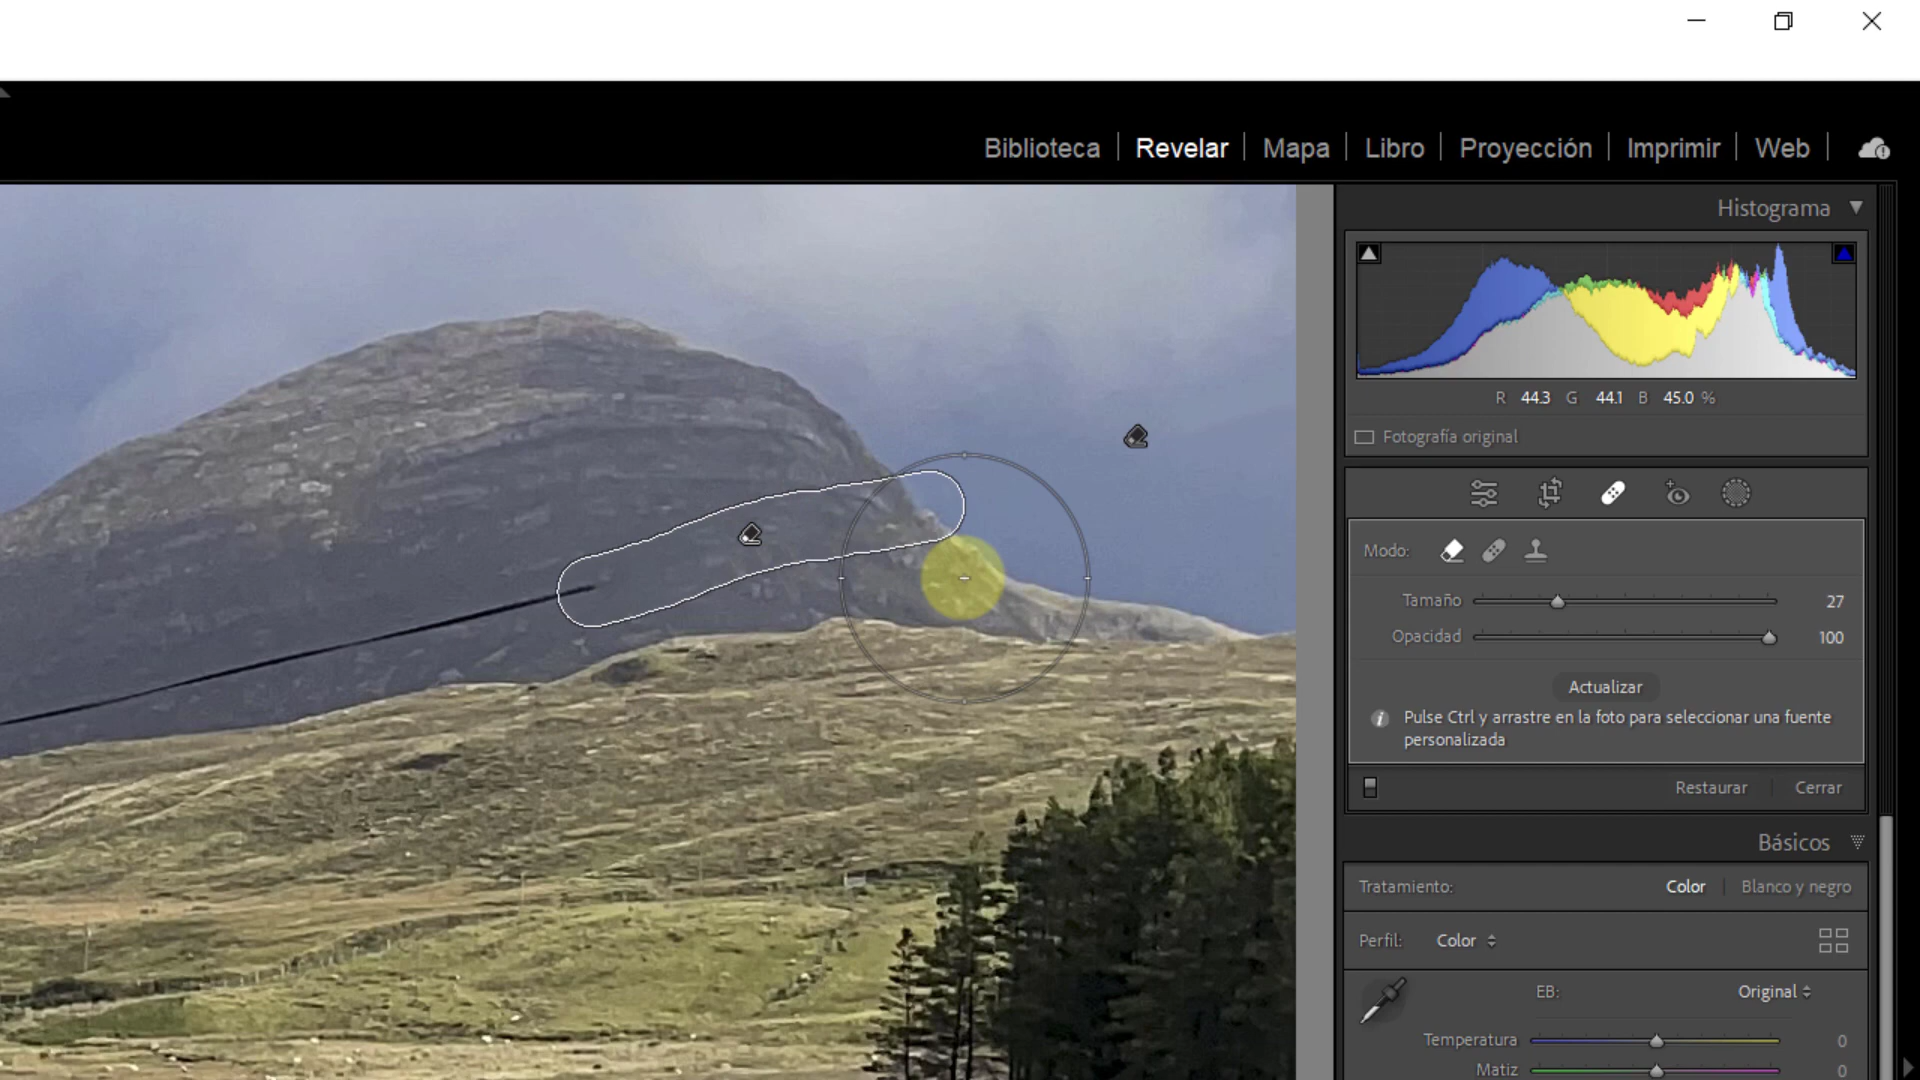 Biblioteca | Revelar | Mapa | Libro | Proyección | Imprimir | Web |
Histograma
R 44.3 G 44.1 B 45.0 %
Fotografía original
Modo:
Tamaño 27
Opacidad 100
Actualizar
Pulse Ctrl y arrastre en la foto para seleccionar una fuente
personalizada
Restaurar Cerrar
Básicos
Tratamiento: Color Blanco y negro
Perfil: Color
EB: Original
Temperatura 0
Matiz 0